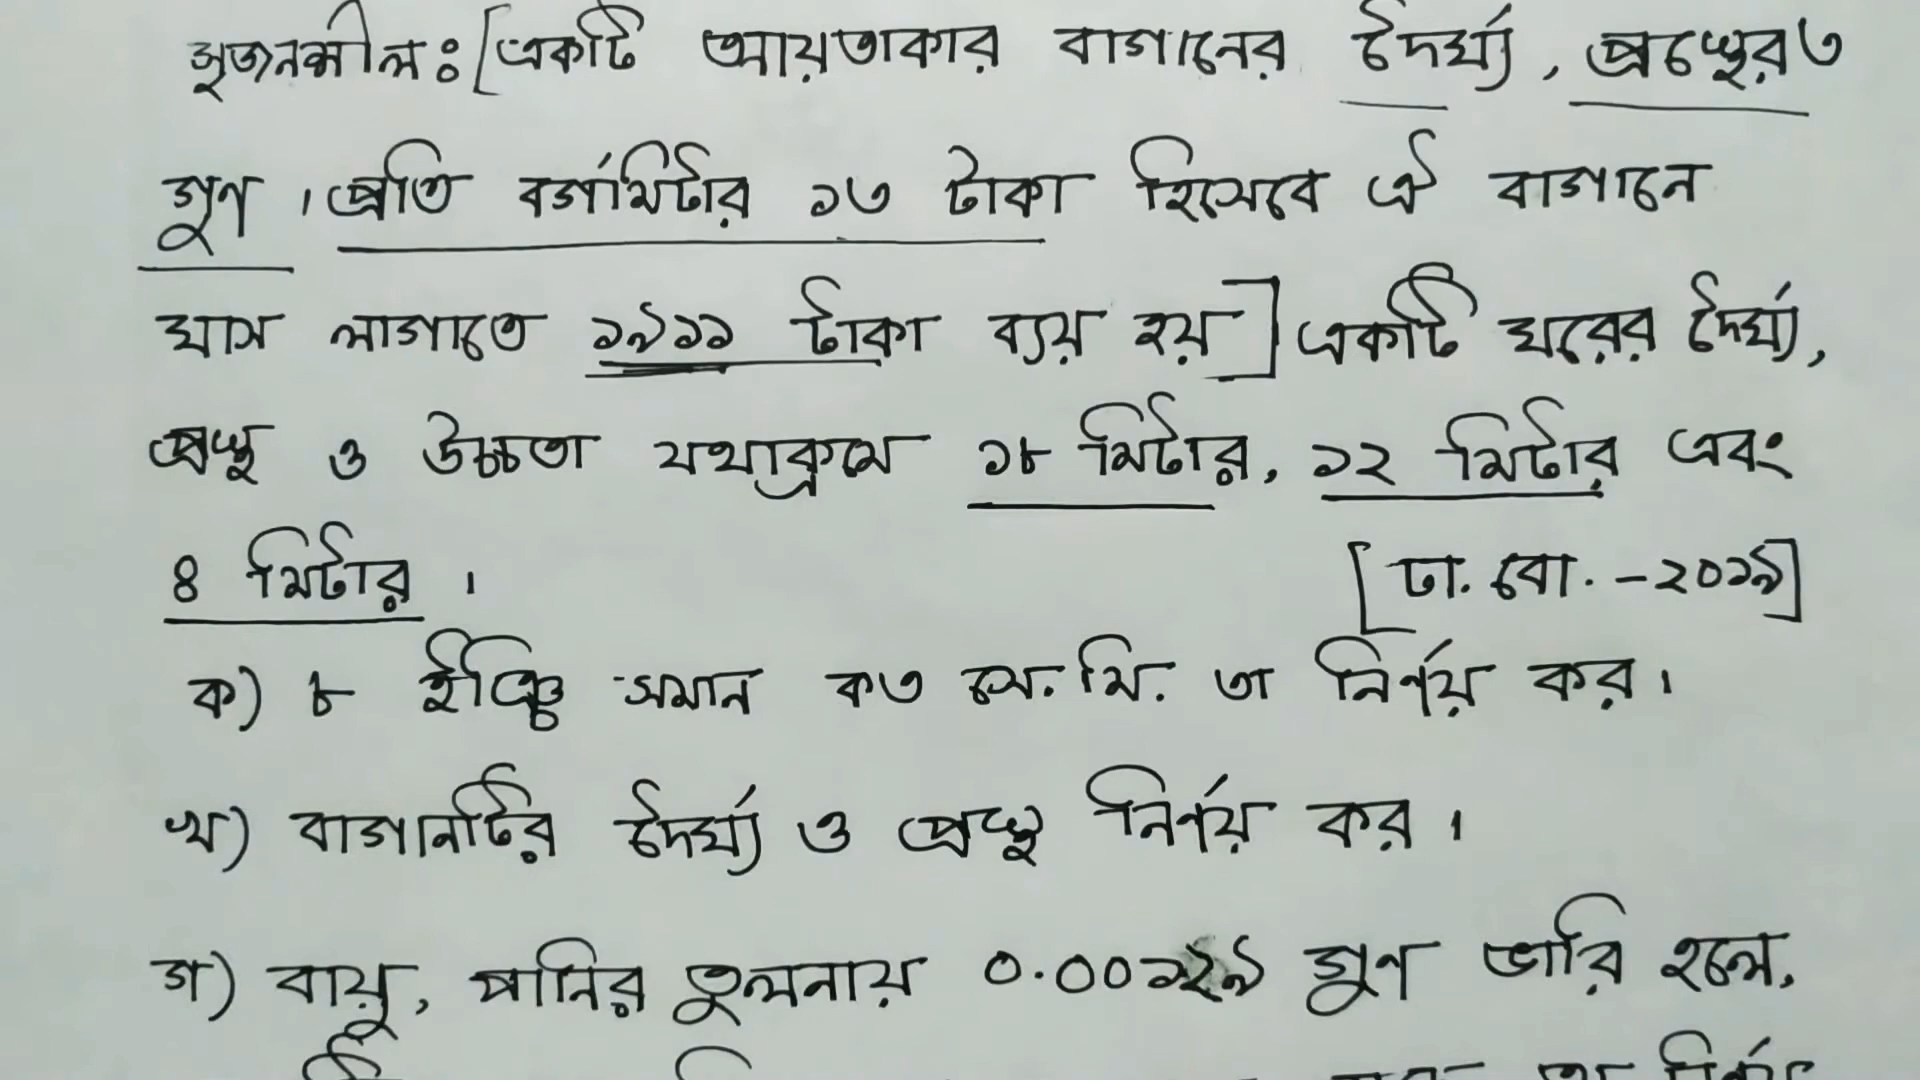 সৃজনশীলঃ [একটি আয়তাকার বাগানের দৈর্ঘ্য, প্রস্থের ৩
গুণ। প্রতি বর্গমিটার ১৩ টাকা হিসেবে ঐ বাগানে
ঘাস লাগাতে ১৯১১ টাকা ব্যয় হয়] একটি ঘরের দৈর্ঘ্য,
প্রস্থ ও উচ্চতা যথাক্রমে ১৮ মিটার, ১২ মিটার এবং
৪ মিটার।
[ঢা. বো. -২০১৯]
ক) ৮ ইঞ্চি সমান কত সে.মি. তা নির্ণয় কর।
খ) বাগানটির দৈর্ঘ্য ও প্রস্থ নির্ণয় কর।
গ) বায়ু, পানির তুলনায় ০.০০১২৯ গুণ ভারি হলে,